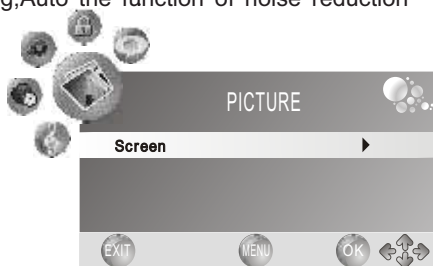 g,Auto the function of noise reduction
PICTURE
Screen
EXIT MENU OK